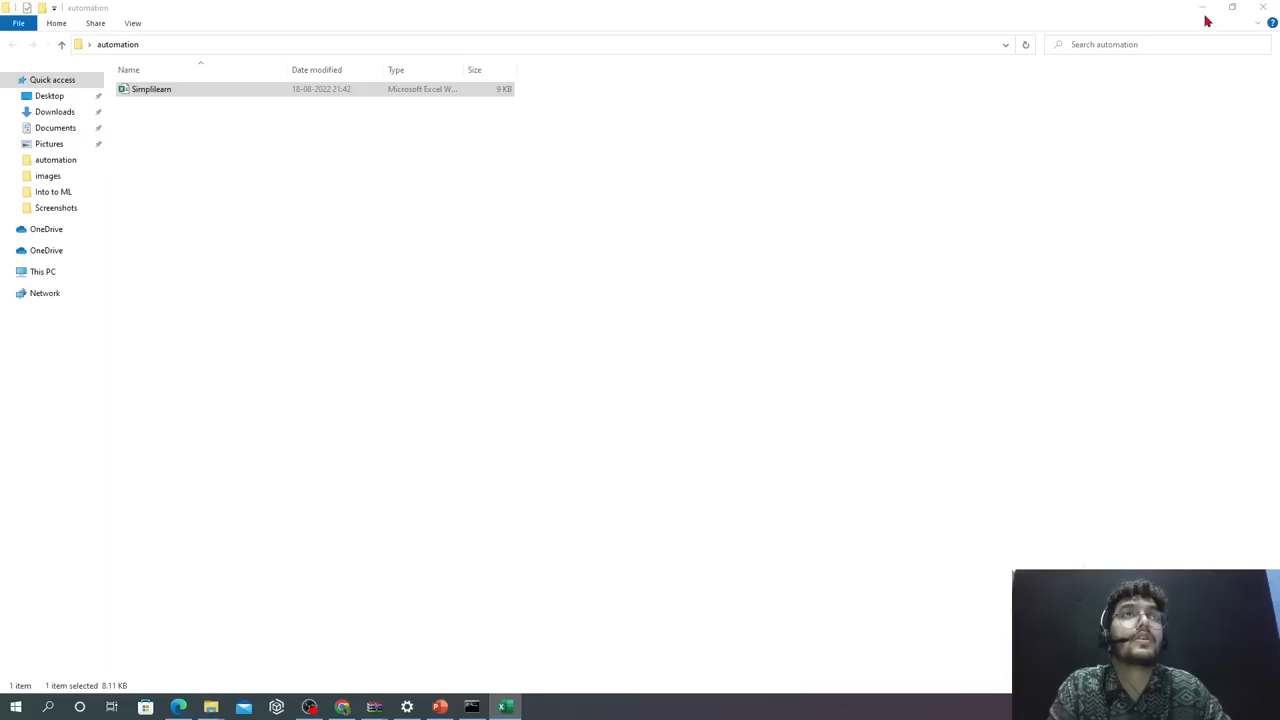 automation
File Home Share View
automation
Search automation
Name Date modified Type Size
Simplilearn 18-08-2022 21:42 Microsoft Excel W... 9 KB
Quick access
Desktop
Downloads
Documents
Pictures
automation
images
Into to ML
Screenshots
OneDrive
OneDrive
This PC
Network
1 item 1 item selected 8.11 KB